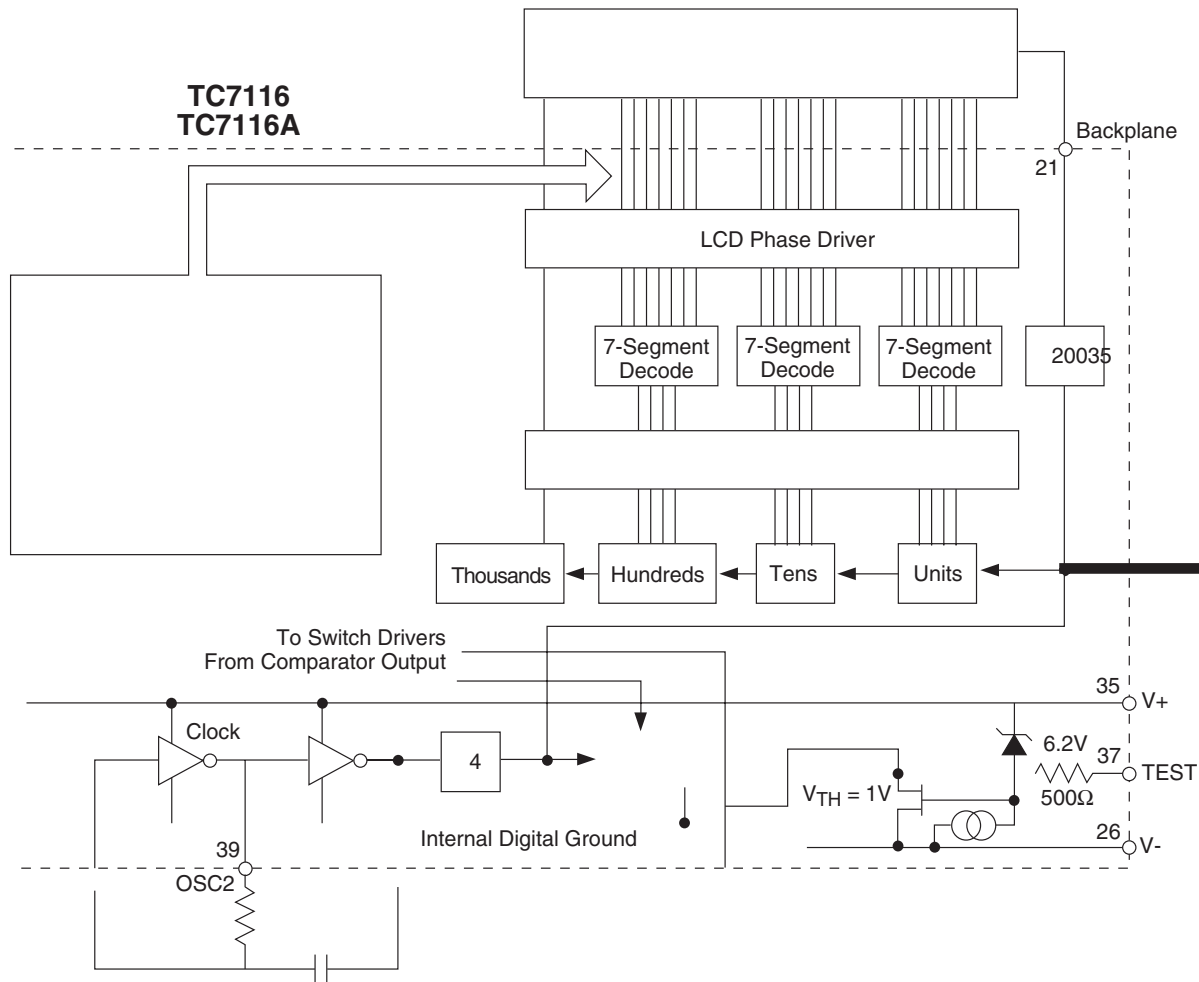 TC7116
TC7116A
Backplane
21
LCD Phase Driver
7-Segment
Decode
7-Segment
Decode
7-Segment
Decode
20035
Thousands
Hundreds
Tens
Units
To Switch Drivers
From Comparator Output
35
V+
Clock
6.2V
37
TEST
4
VTH = 1V
500Ω
Internal Digital Ground
26
V-
39
OSC2